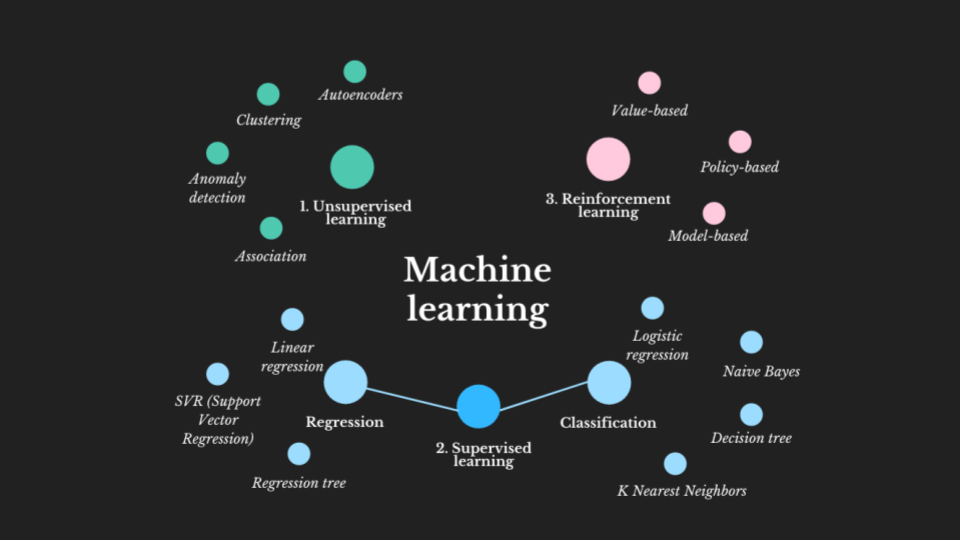 Autoencoders
Clustering
Anomaly
detection
Association
1. Unsupervised
learning
Value-based
Policy-based
Model-based
3. Reinforcement
learning
Machine
learning
Linear
regression
SVR (Support
Vector
Regression)
Regression tree
Regression
2. Supervised
learning
Classification
Logistic
regression
Naive Bayes
Decision tree
K Nearest Neighbors